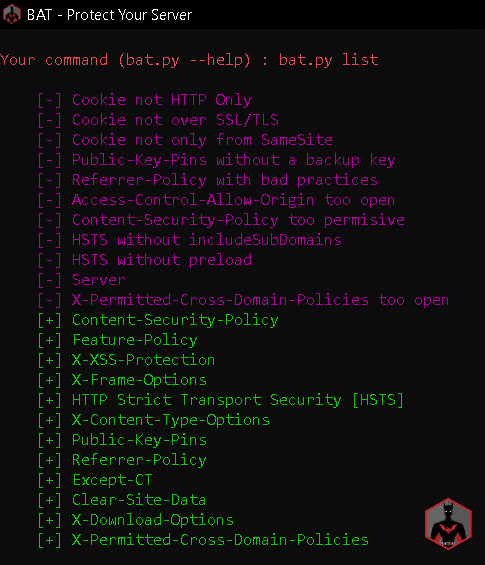 BAT - Protect Your Server
Your command (bat.py --help) : bat.py list
[-] Cookie not HTTP Only
[-] Cookie not over SSL/TLS
[-] Cookie not only from SameSite
[-] Public-Key-Pins without a backup key
[-] Referrer-Policy with bad practices
[-] Access-Control-Allow-Origin too open
[-] Content-Security-Policy too permisive
[-] HSTS without includeSubDomains
[-] HSTS without preload
[-] Server
[-] X-Permitted-Cross-Domain-Policies too open
[+] Content-Security-Policy
[+] Feature-Policy
[+] X-XSS-Protection
[+] X-Frame-Options
[+] HTTP Strict Transport Security [HSTS]
[+] X-Content-Type-Options
[+] Public-Key-Pins
[+] Referrer-Policy
[+] Except-CT
[+] Clear-Site-Data
[+] X-Download-Options
[+] X-Permitted-Cross-Domain-Policies